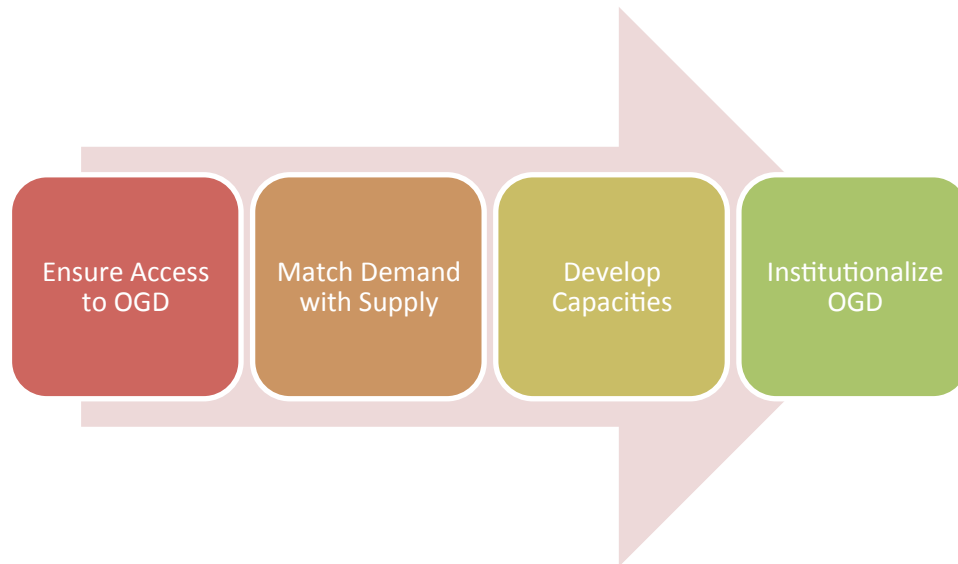 Ensure Access
to OGD
Match Demand
with Supply
Develop
Capacities
Institutionalize
OGD